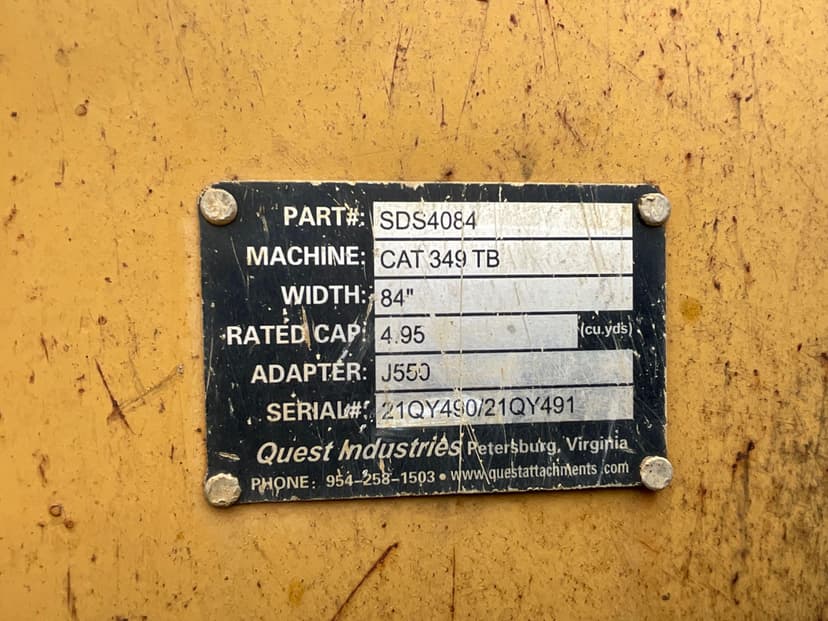 PART#: SDS4084
MACHINE: CAT 349 TB
WIDTH: 84"
RATED CAP: 4.95 (cu.yds)
ADAPTER: J550
SERIAL#: 21QY490/21QY491
Quest Industries Petersburg, Virginia
PHONE: 954-258-1503 • www.questattachments.com